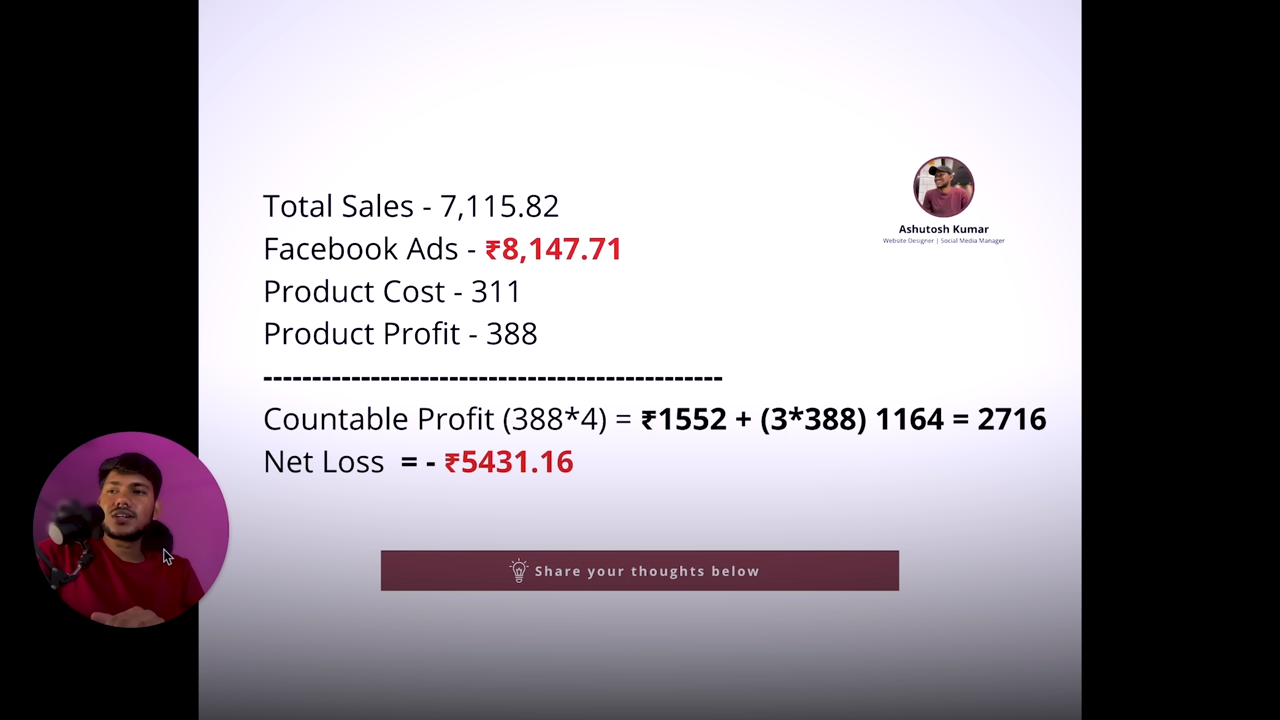 Total Sales - 7,115.82
Facebook Ads - ₹8,147.71
Product Cost - 311
Product Profit - 388
-----------------------------------------------
Countable Profit (388*4) = ₹1552 + (3*388) 1164 = 2716
Net Loss = - ₹5431.16
Ashutosh Kumar
Website Designer | Social Media Manager
Share your thoughts below